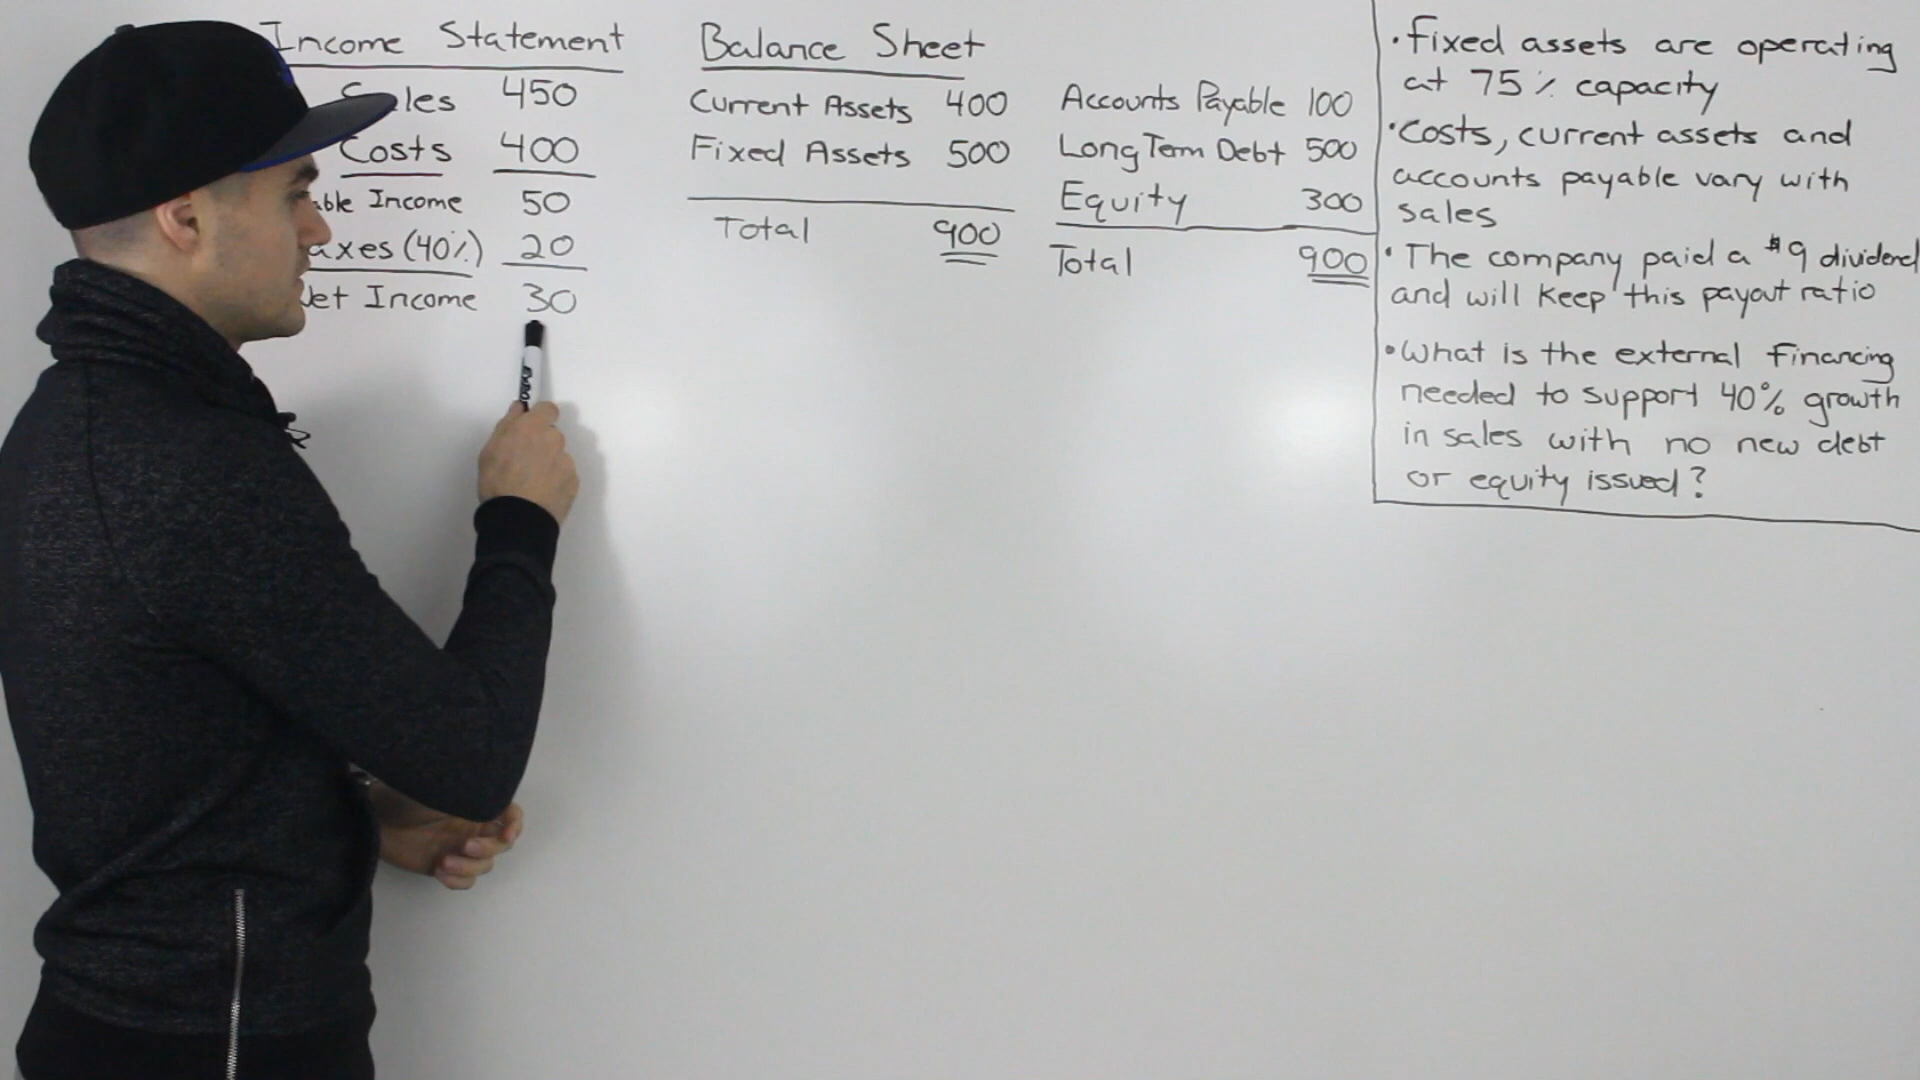 Income Statement
Sales 450
Costs 400
able Income 50
axes (40%) 20
Net Income 30
Balance Sheet
Current Assets 400
Fixed Assets 500
Total 900
Accounts Payable 100
Long Term Debt 500
Equity 300
Total 900
• Fixed assets are operating
at 75% capacity
• Costs, current assets and
accounts payable vary with
sales
• The company paid a $9 dividend
and will keep this payout ratio
• What is the external financing
needed to support 40% growth
in sales with no new debt
or equity issued?
EXPO